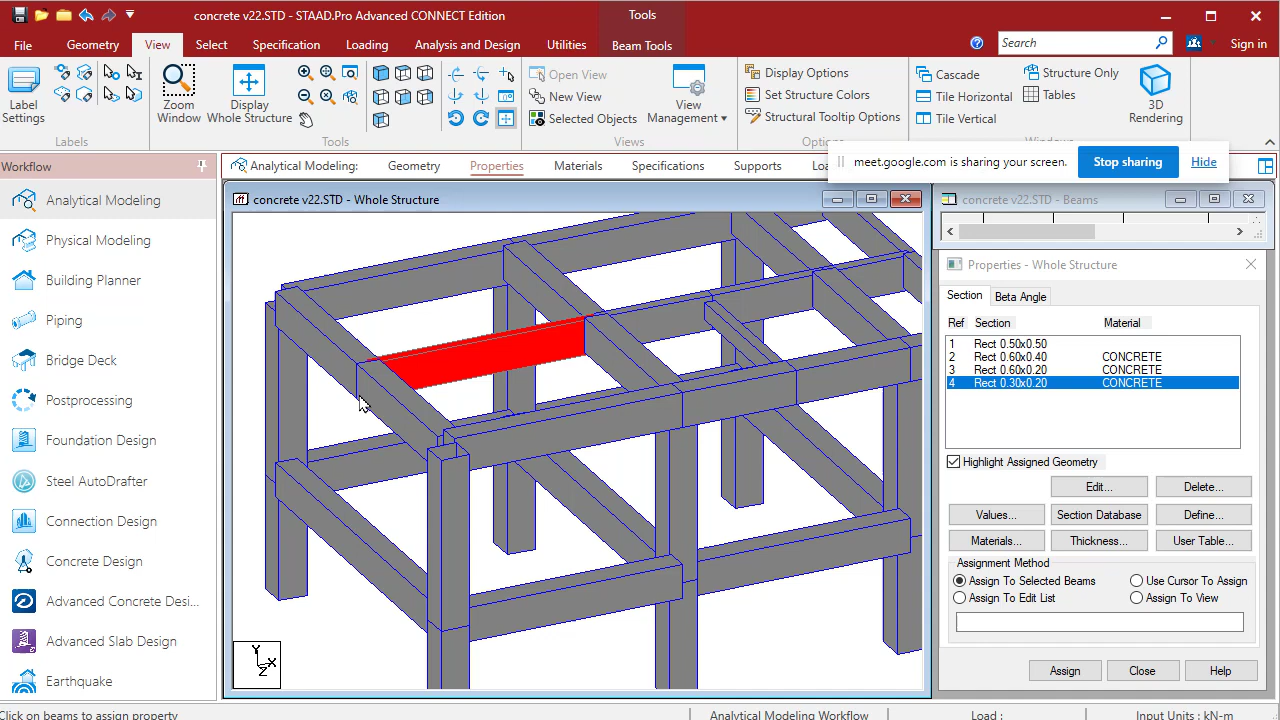 concrete v22.STD - STAAD.Pro Advanced CONNECT Edition
Tools
File
Geometry
View
Select
Specification
Loading
Analysis and Design
Utilities
Beam Tools
Search
Sign in
Label Settings
Labels
Zoom Window
Display Whole Structure
Tools
Open View
New View
Selected Objects
View Management
Views
Display Options
Set Structure Colors
Structural Tooltip Options
Cascade
Tile Horizontal
Tile Vertical
Structure Only
Tables
3D Rendering
meet.google.com is sharing your screen.
Stop sharing
Hide
Workflow
Analytical Modeling
Physical Modeling
Building Planner
Piping
Bridge Deck
Postprocessing
Foundation Design
Steel AutoDrafter
Connection Design
Concrete Design
Advanced Concrete Desi...
Advanced Slab Design
Earthquake
Analytical Modeling:
Geometry
Properties
Materials
Specifications
Supports
concrete v22.STD - Whole Structure
Y
X
Z
concrete v22.STD - Beams
Properties - Whole Structure
Section
Beta Angle
Ref Section Material
1 Rect 0.50x0.50
2 Rect 0.60x0.40 CONCRETE
3 Rect 0.60x0.20 CONCRETE
4 Rect 0.30x0.20 CONCRETE
Highlight Assigned Geometry
Edit...
Delete...
Values...
Section Database
Define...
Materials...
Thickness...
User Table...
Assignment Method
Assign To Selected Beams
Use Cursor To Assign
Assign To Edit List
Assign To View
Assign
Close
Help
Click on beams to assign property
Analytical Modeling Workflow
Load :
Input Units : kN-m